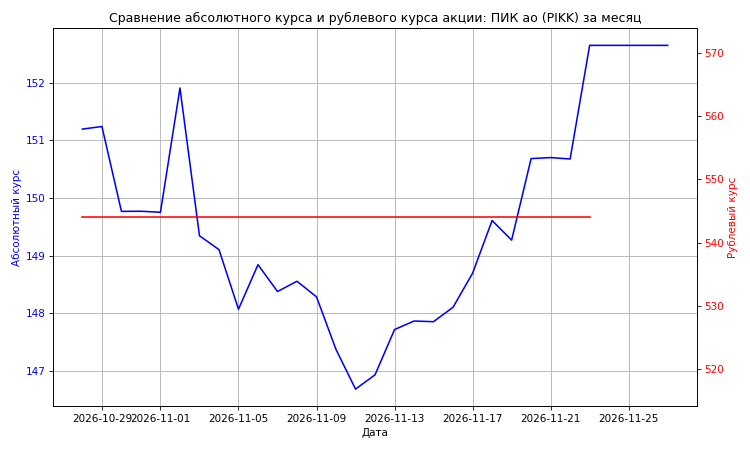 Сравнение абсолютного курса и рублевого курса акции: ПИК ао (PIKK) за месяц
Абсолютный курс
152
151
150
149
148
147
570
560
550
540
530
520
Рублевый курс
2026-10-29 2026-11-01 2026-11-05 2026-11-09 2026-11-13 2026-11-17 2026-11-21 2026-11-25
Дата